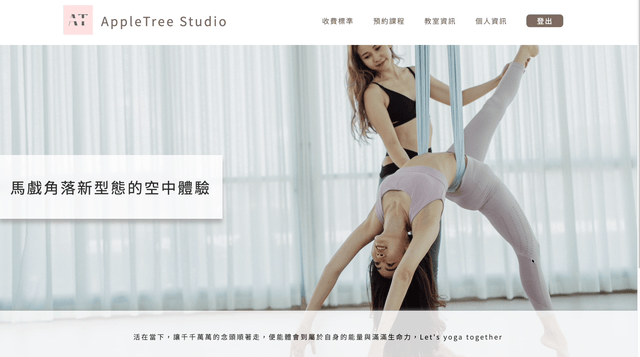 AT
AppleTree Studio
收費標準
預約課程
教室資訊
個人資訊
登出
馬戲角落新型態的空中體驗
活在當下，讓千千萬萬的念頭順著走，便能體會到屬於自身的能量與滿滿生命力，Let's yoga together